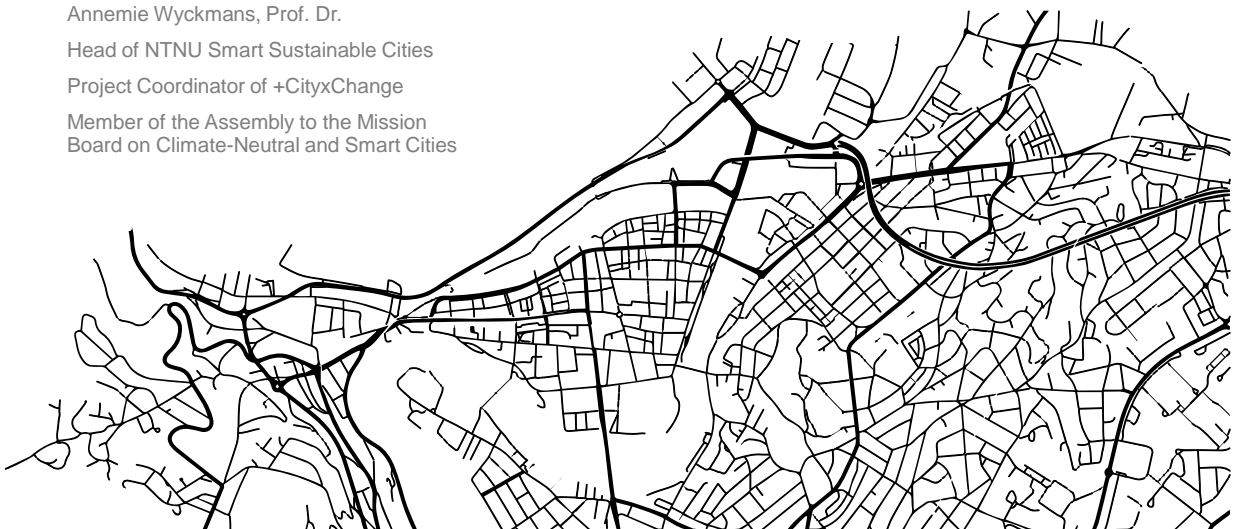 Annemie Wyckmans, Prof. Dr.
Head of NTNU Smart Sustainable Cities
Project Coordinator of +CityxChange
Member of the Assembly to the Mission
Board on Climate-Neutral and Smart Cities